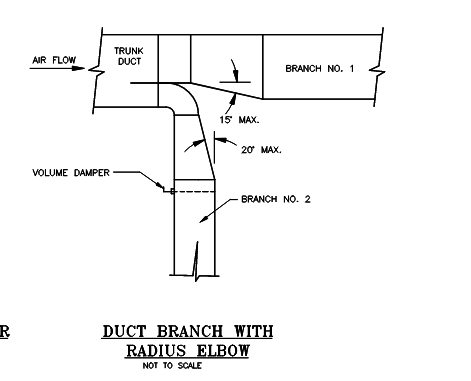 TRUNK
DUCT
AIR FLOW
BRANCH NO. 1
15° MAX.
20° MAX.
VOLUME DAMPER
BRANCH NO. 2
R
DUCT BRANCH WITH
RADIUS ELBOW
NOT TO SCALE